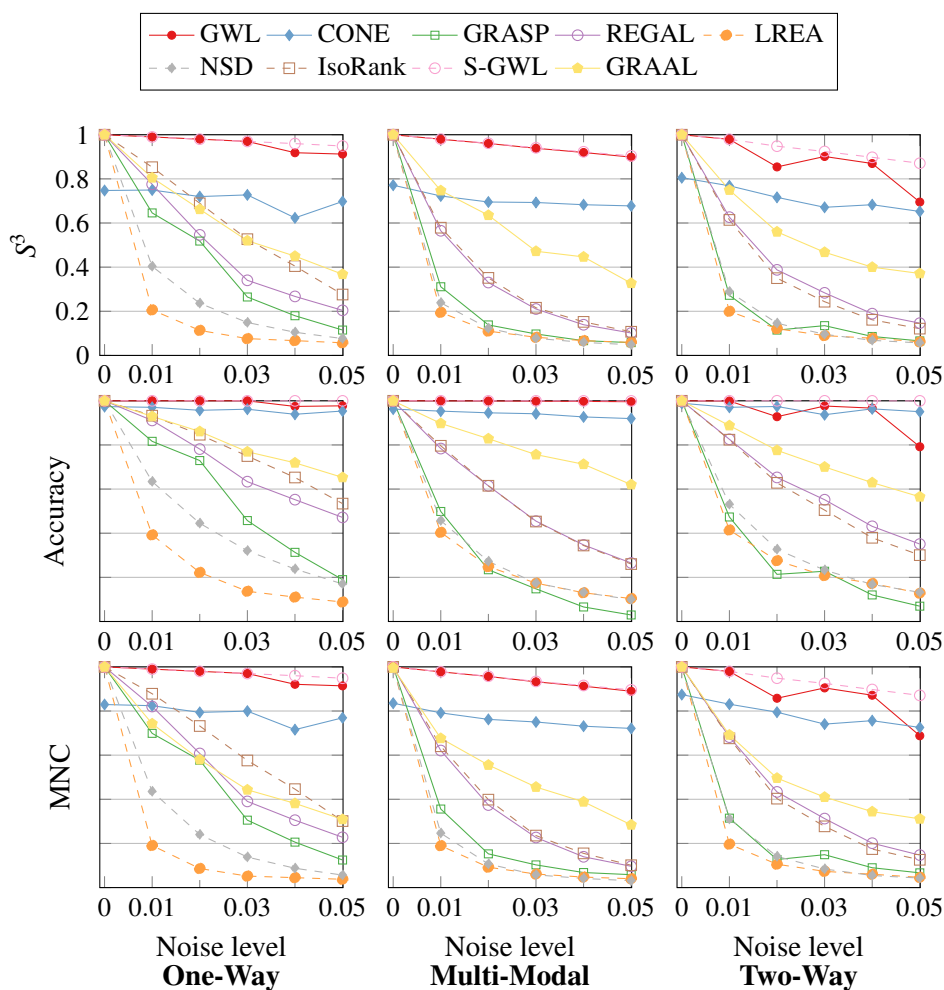 GWL CONE GRASP REGAL LREA
NSD IsoRank S-GWL GRAAL
1
0.8
0.6
0.4
0.2
0
S³
0 0.01 0.03 0.05 0 0.01 0.03 0.05 0 0.01 0.03 0.05
Accuracy
0 0.01 0.03 0.05 0 0.01 0.03 0.05 0 0.01 0.03 0.05
MNC
0 0.01 0.03 0.05 0 0.01 0.03 0.05 0 0.01 0.03 0.05
Noise level Noise level Noise level
One-Way Multi-Modal Two-Way